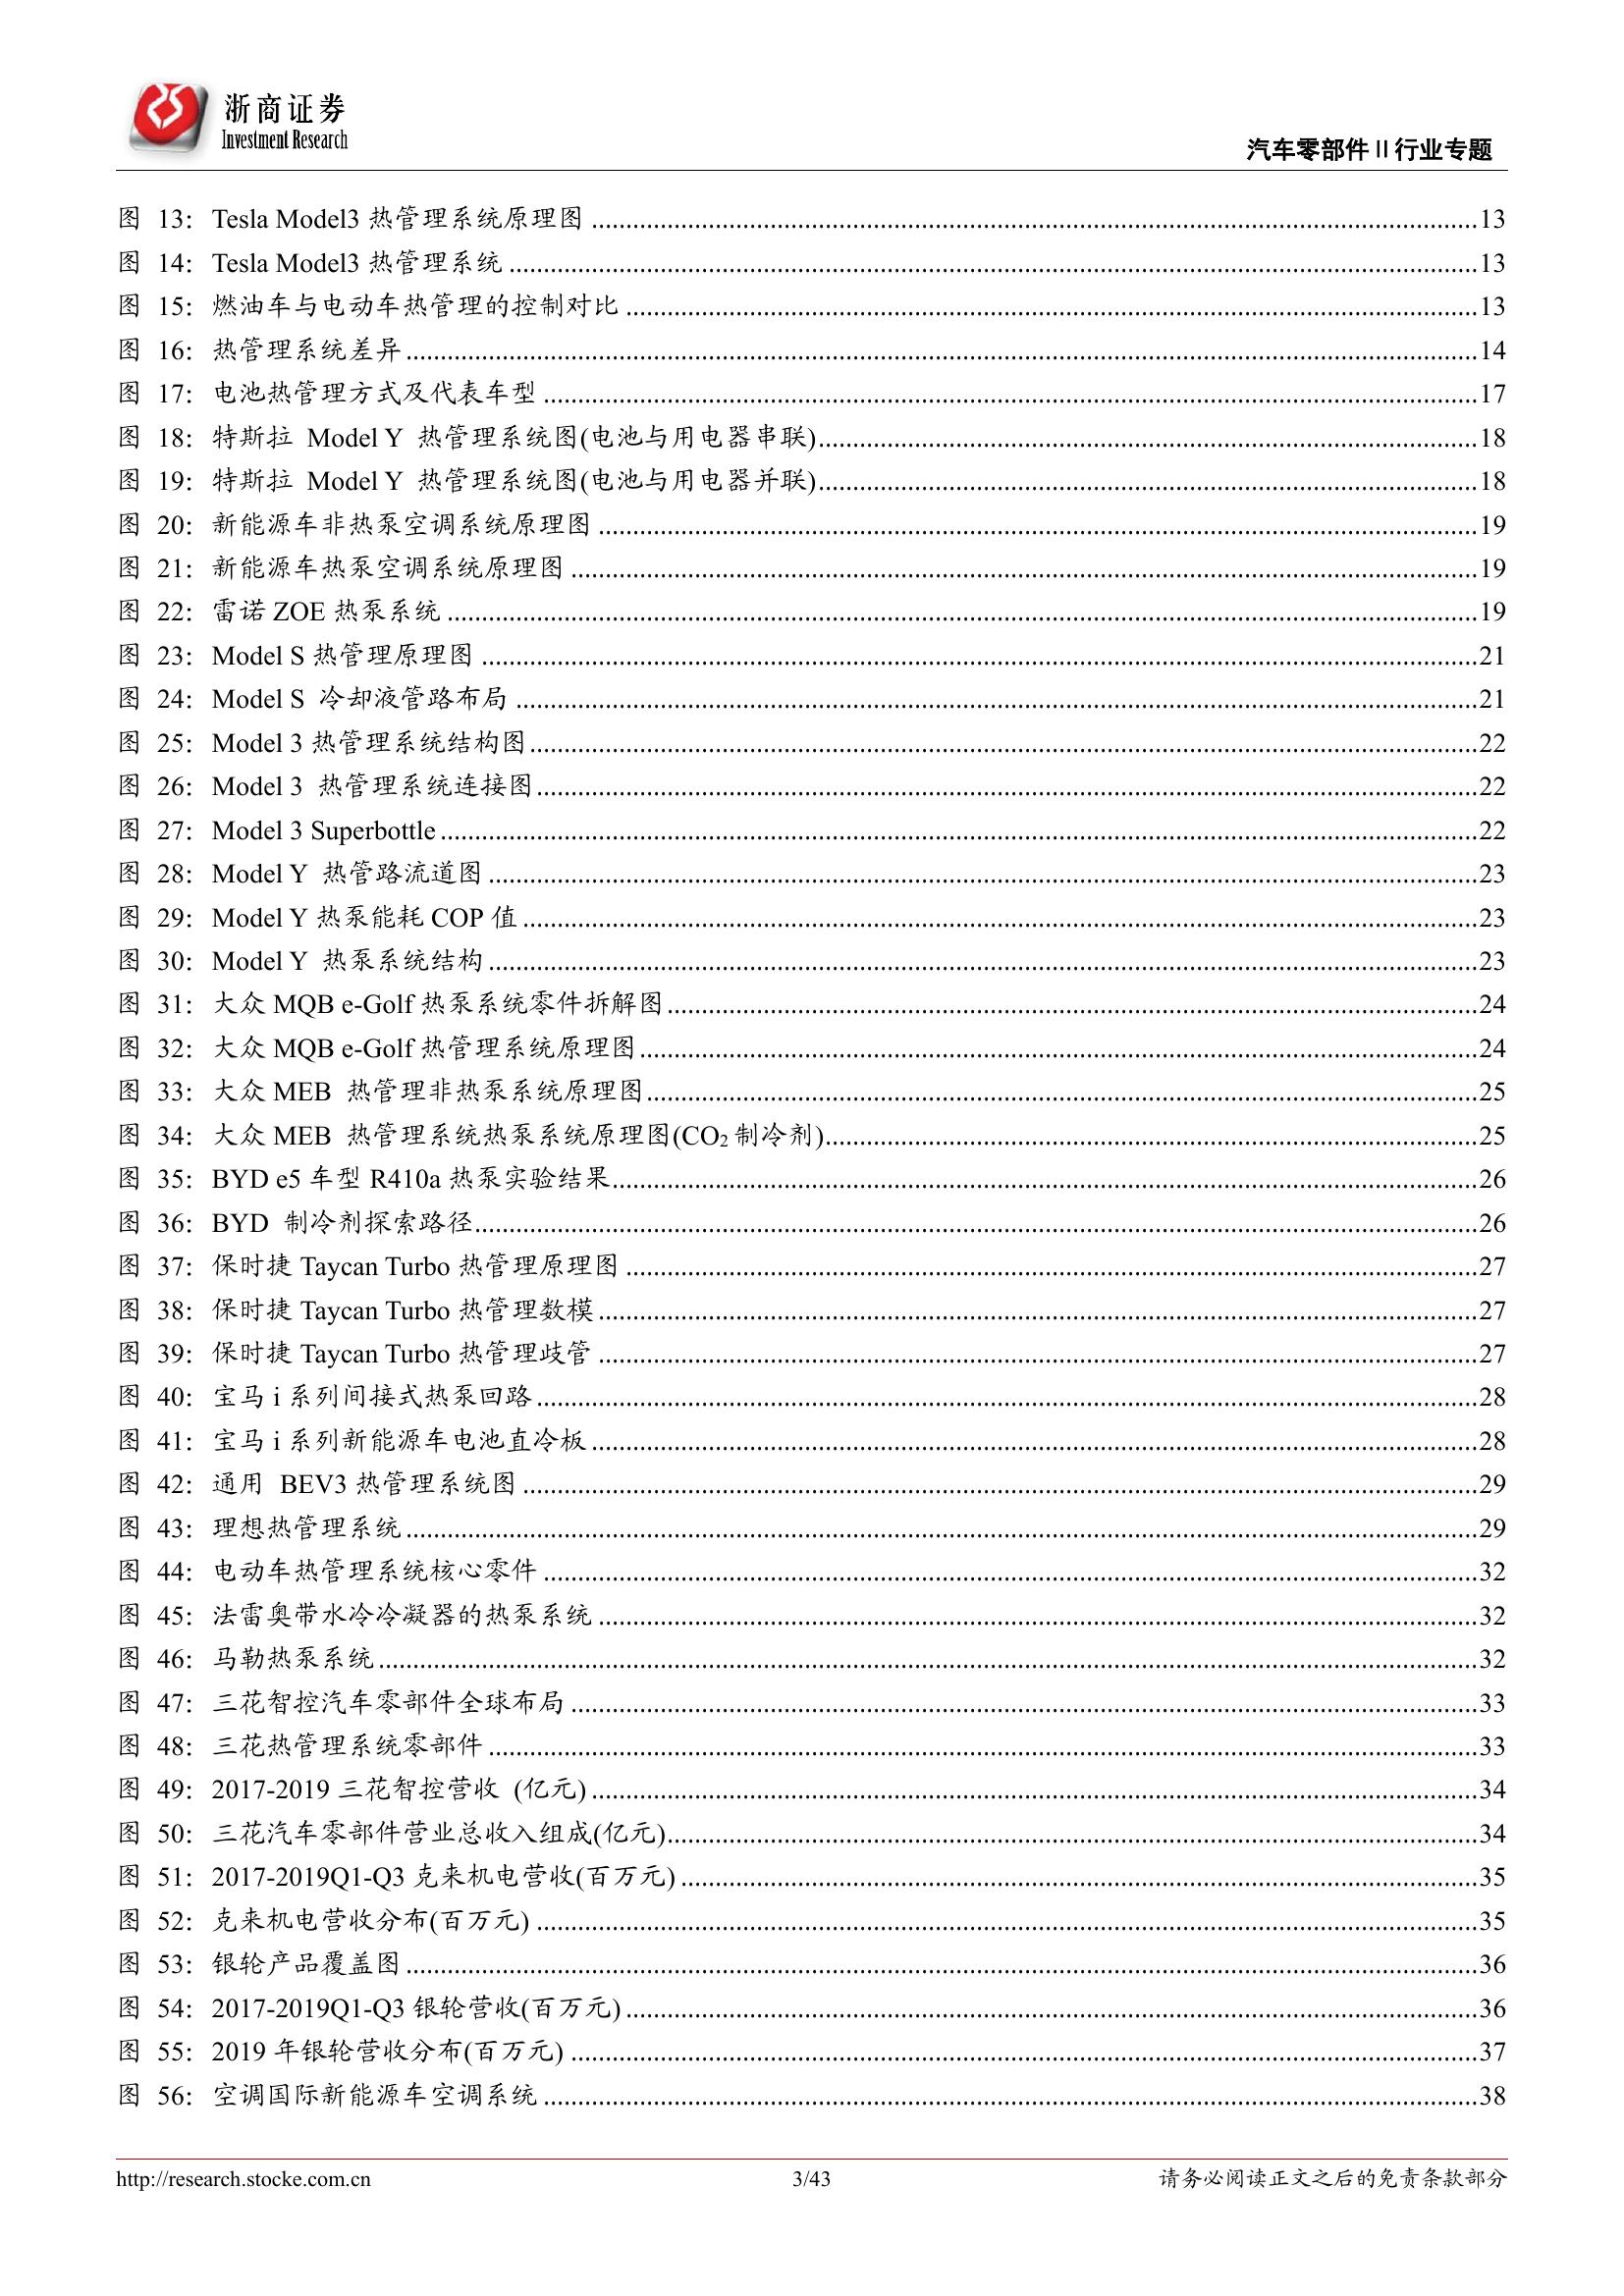 浙商证券
Investment Research
汽车零部件Ⅱ行业专题
图 13: Tesla Model3 热管理系统原理图 ........ 13
图 14: Tesla Model3 热管理系统 ........ 13
图 15: 燃油车与电动车热管理的控制对比 ........ 13
图 16: 热管理系统差异 ........ 14
图 17: 电池热管理方式及代表车型 ........ 17
图 18: 特斯拉 Model Y 热管理系统图(电池与用电器串联) ........ 18
图 19: 特斯拉 Model Y 热管理系统图(电池与用电器并联) ........ 18
图 20: 新能源车非热泵空调系统原理图 ........ 19
图 21: 新能源车热泵空调系统原理图 ........ 19
图 22: 雷诺 ZOE 热泵系统 ........ 19
图 23: Model S 热管理原理图 ........ 21
图 24: Model S 冷却液管路布局 ........ 21
图 25: Model 3 热管理系统结构图 ........ 22
图 26: Model 3 热管理系统连接图 ........ 22
图 27: Model 3 Superbottle ........ 22
图 28: Model Y 热管路流道图 ........ 23
图 29: Model Y 热泵能耗 COP 值 ........ 23
图 30: Model Y 热泵系统结构 ........ 23
图 31: 大众 MQB e-Golf 热泵系统零件拆解图 ........ 24
图 32: 大众 MQB e-Golf 热管理系统原理图 ........ 24
图 33: 大众 MEB 热管理非热泵系统原理图 ........ 25
图 34: 大众 MEB 热管理系统热泵系统原理图(CO₂ 制冷剂) ........ 25
图 35: BYD e5 车型 R410a 热泵实验结果 ........ 26
图 36: BYD 制冷剂探索路径 ........ 26
图 37: 保时捷 Taycan Turbo 热管理原理图 ........ 27
图 38: 保时捷 Taycan Turbo 热管理数模 ........ 27
图 39: 保时捷 Taycan Turbo 热管理歧管 ........ 27
图 40: 宝马 i 系列间接式热泵回路 ........ 28
图 41: 宝马 i 系列新能源车电池直冷板 ........ 28
图 42: 通用 BEV3 热管理系统图 ........ 29
图 43: 理想热管理系统 ........ 29
图 44: 电动车热管理系统核心零件 ........ 32
图 45: 法雷奥带水冷冷凝器的热泵系统 ........ 32
图 46: 马勒热泵系统 ........ 32
图 47: 三花智控汽车零部件全球布局 ........ 33
图 48: 三花热管理系统零部件 ........ 33
图 49: 2017-2019 三花智控营收 (亿元) ........ 34
图 50: 三花汽车零部件营业总收入组成(亿元) ........ 34
图 51: 2017-2019Q1-Q3 克来机电营收(百万元) ........ 35
图 52: 克来机电营收分布(百万元) ........ 35
图 53: 银轮产品覆盖图 ........ 36
图 54: 2017-2019Q1-Q3 银轮营收(百万元) ........ 36
图 55: 2019 年银轮营收分布(百万元) ........ 37
图 56: 空调国际新能源车空调系统 ........ 38
http://research.stocke.com.cn 3/43 请务必阅读正文之后的免责条款部分